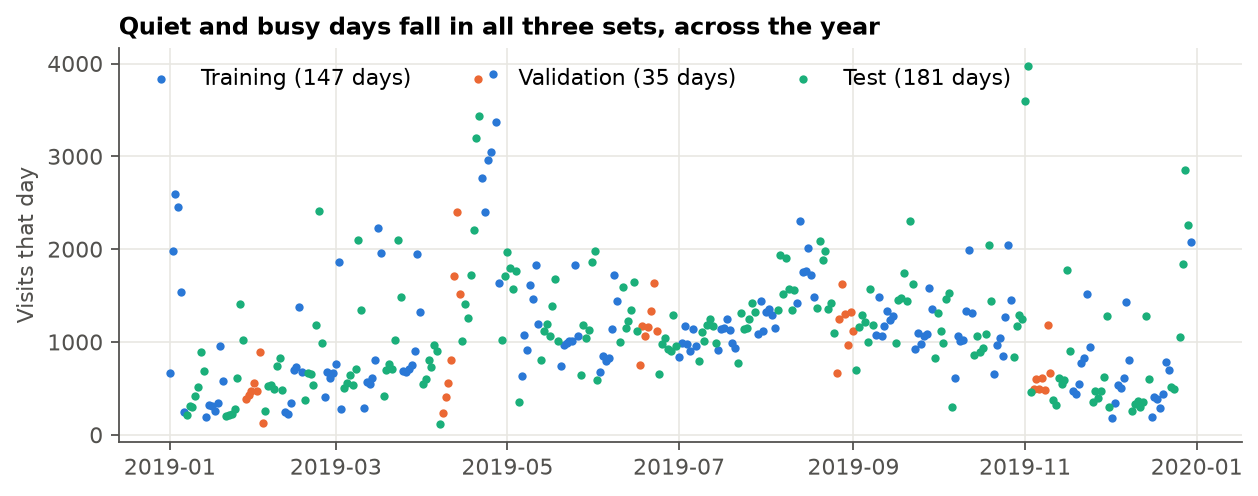 Quiet and busy days fall in all three sets, across the year
Training (147 days)
Validation (35 days)
Test (181 days)
Visits that day
4000
3000
2000
1000
0
2019-01
2019-03
2019-05
2019-07
2019-09
2019-11
2020-01